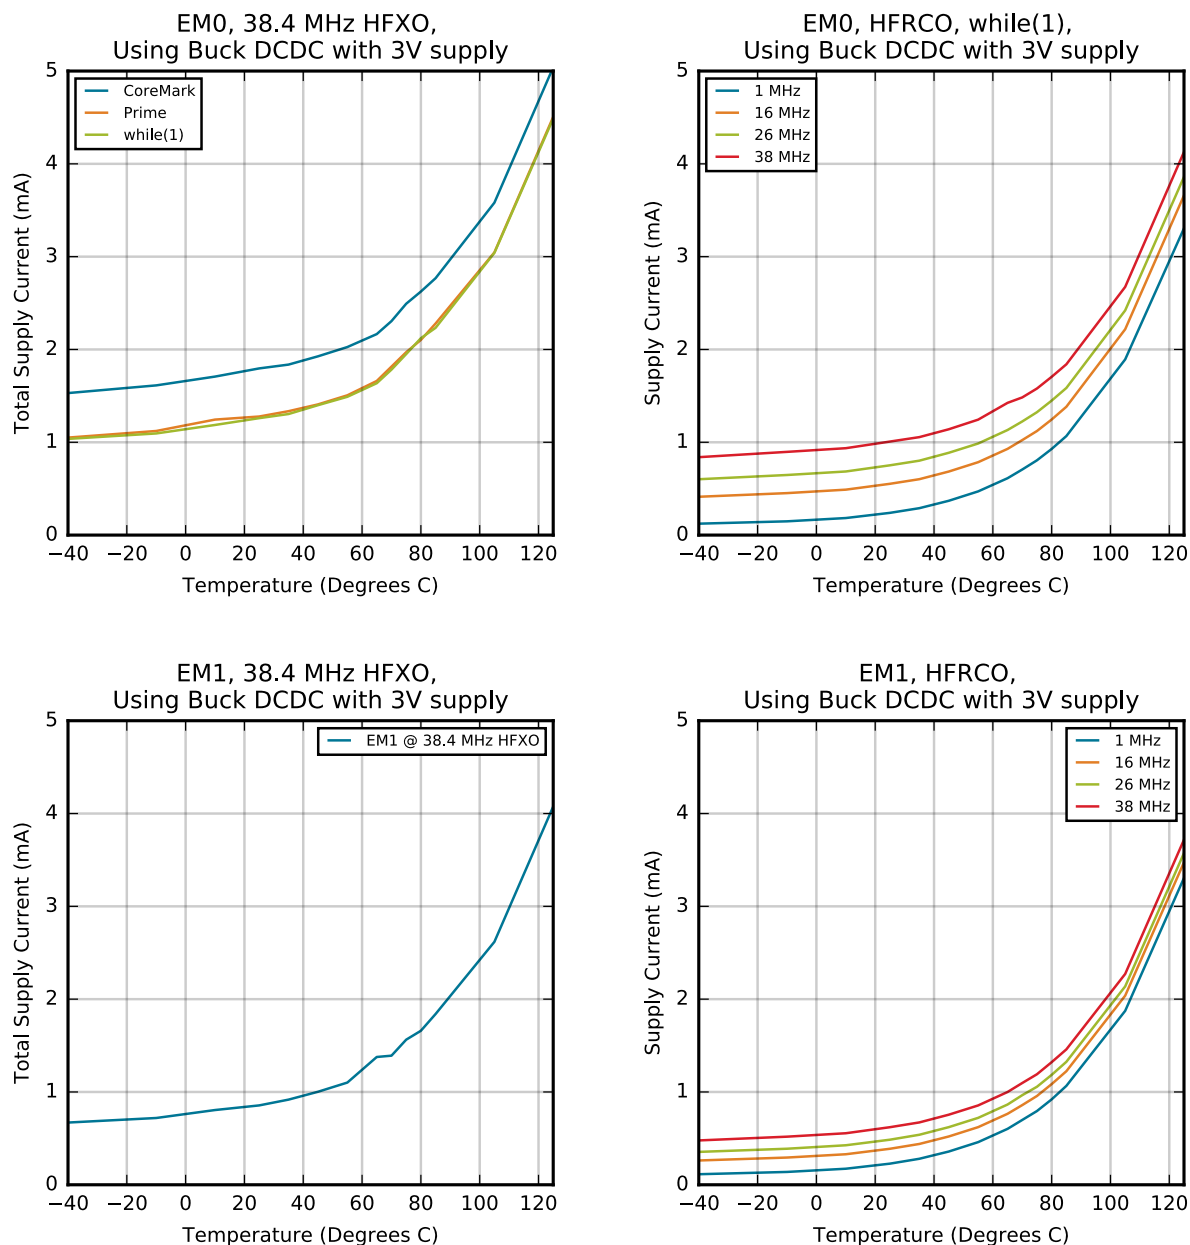 EM0, 38.4 MHz HFXO,
Using Buck DCDC with 3V supply
5
4
3
2
1
0
Total Supply Current (mA)
CoreMark
Prime
while(1)
−40 −20 0 20 40 60 80 100 120
Temperature (Degrees C)
EM0, HFRCO, while(1),
Using Buck DCDC with 3V supply
5
4
3
2
1
0
Supply Current (mA)
1 MHz
16 MHz
26 MHz
38 MHz
−40 −20 0 20 40 60 80 100 120
Temperature (Degrees C)
EM1, 38.4 MHz HFXO,
Using Buck DCDC with 3V supply
5
4
3
2
1
0
Total Supply Current (mA)
EM1 @ 38.4 MHz HFXO
−40 −20 0 20 40 60 80 100 120
Temperature (Degrees C)
EM1, HFRCO,
Using Buck DCDC with 3V supply
5
4
3
2
1
0
Supply Current (mA)
1 MHz
16 MHz
26 MHz
38 MHz
−40 −20 0 20 40 60 80 100 120
Temperature (Degrees C)